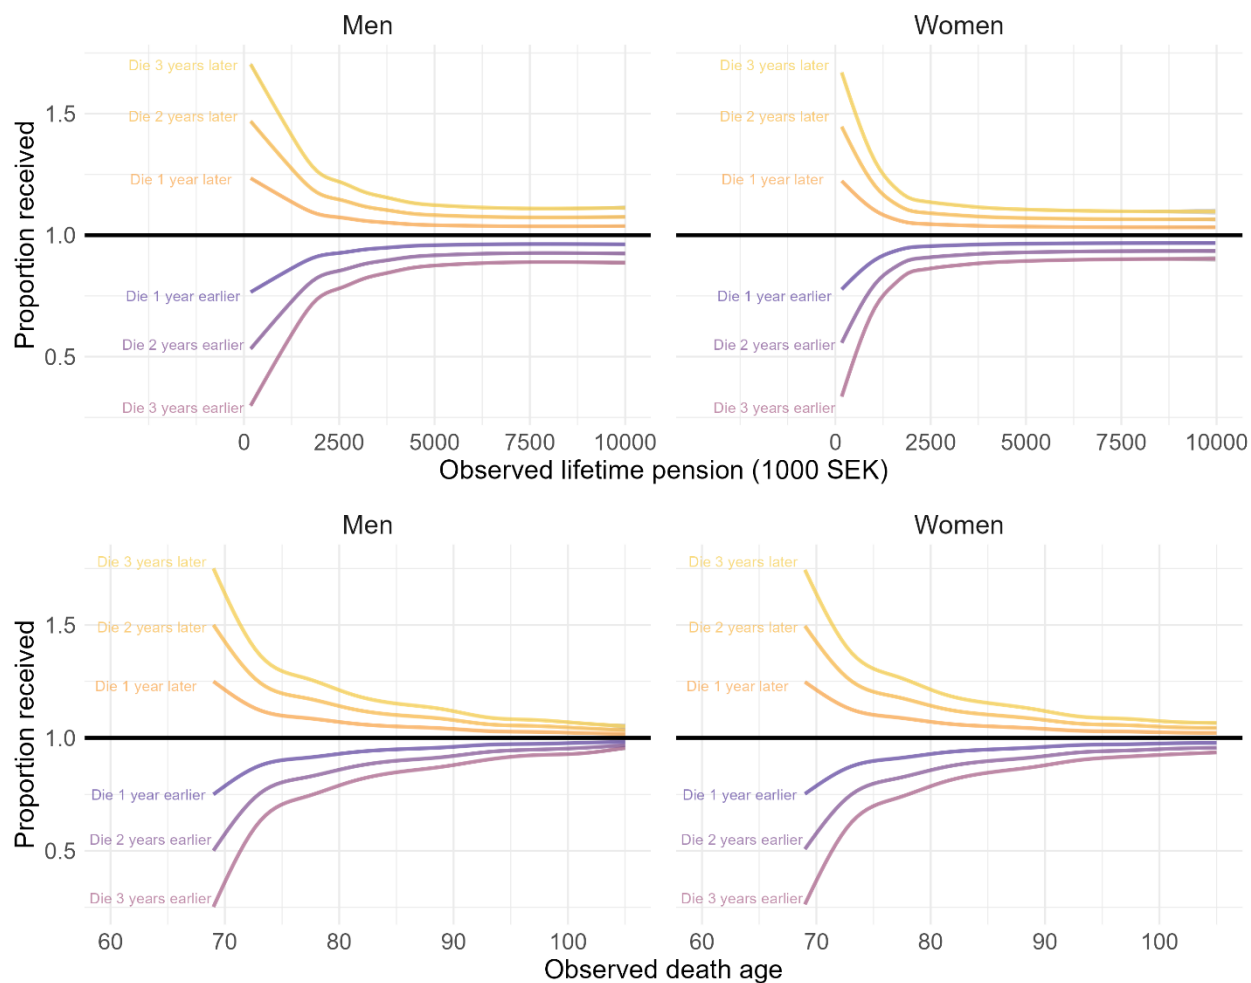 Men
Women
Proportion received
1.5
1.0
0.5
Die 3 years later
Die 2 years later
Die 1 year later
Die 1 year earlier
Die 2 years earlier
Die 3 years earlier
Die 3 years later
Die 2 years later
Die 1 year later
Die 1 year earlier
Die 2 years earlier
Die 3 years earlier
0 2500 5000 7500 10000
0 2500 5000 7500 10000
Observed lifetime pension (1000 SEK)
Men
Women
Proportion received
1.5
1.0
0.5
Die 3 years later
Die 2 years later
Die 1 year later
Die 1 year earlier
Die 2 years earlier
Die 3 years earlier
Die 3 years later
Die 2 years later
Die 1 year later
Die 1 year earlier
Die 2 years earlier
Die 3 years earlier
60 70 80 90 100
60 70 80 90 100
Observed death age